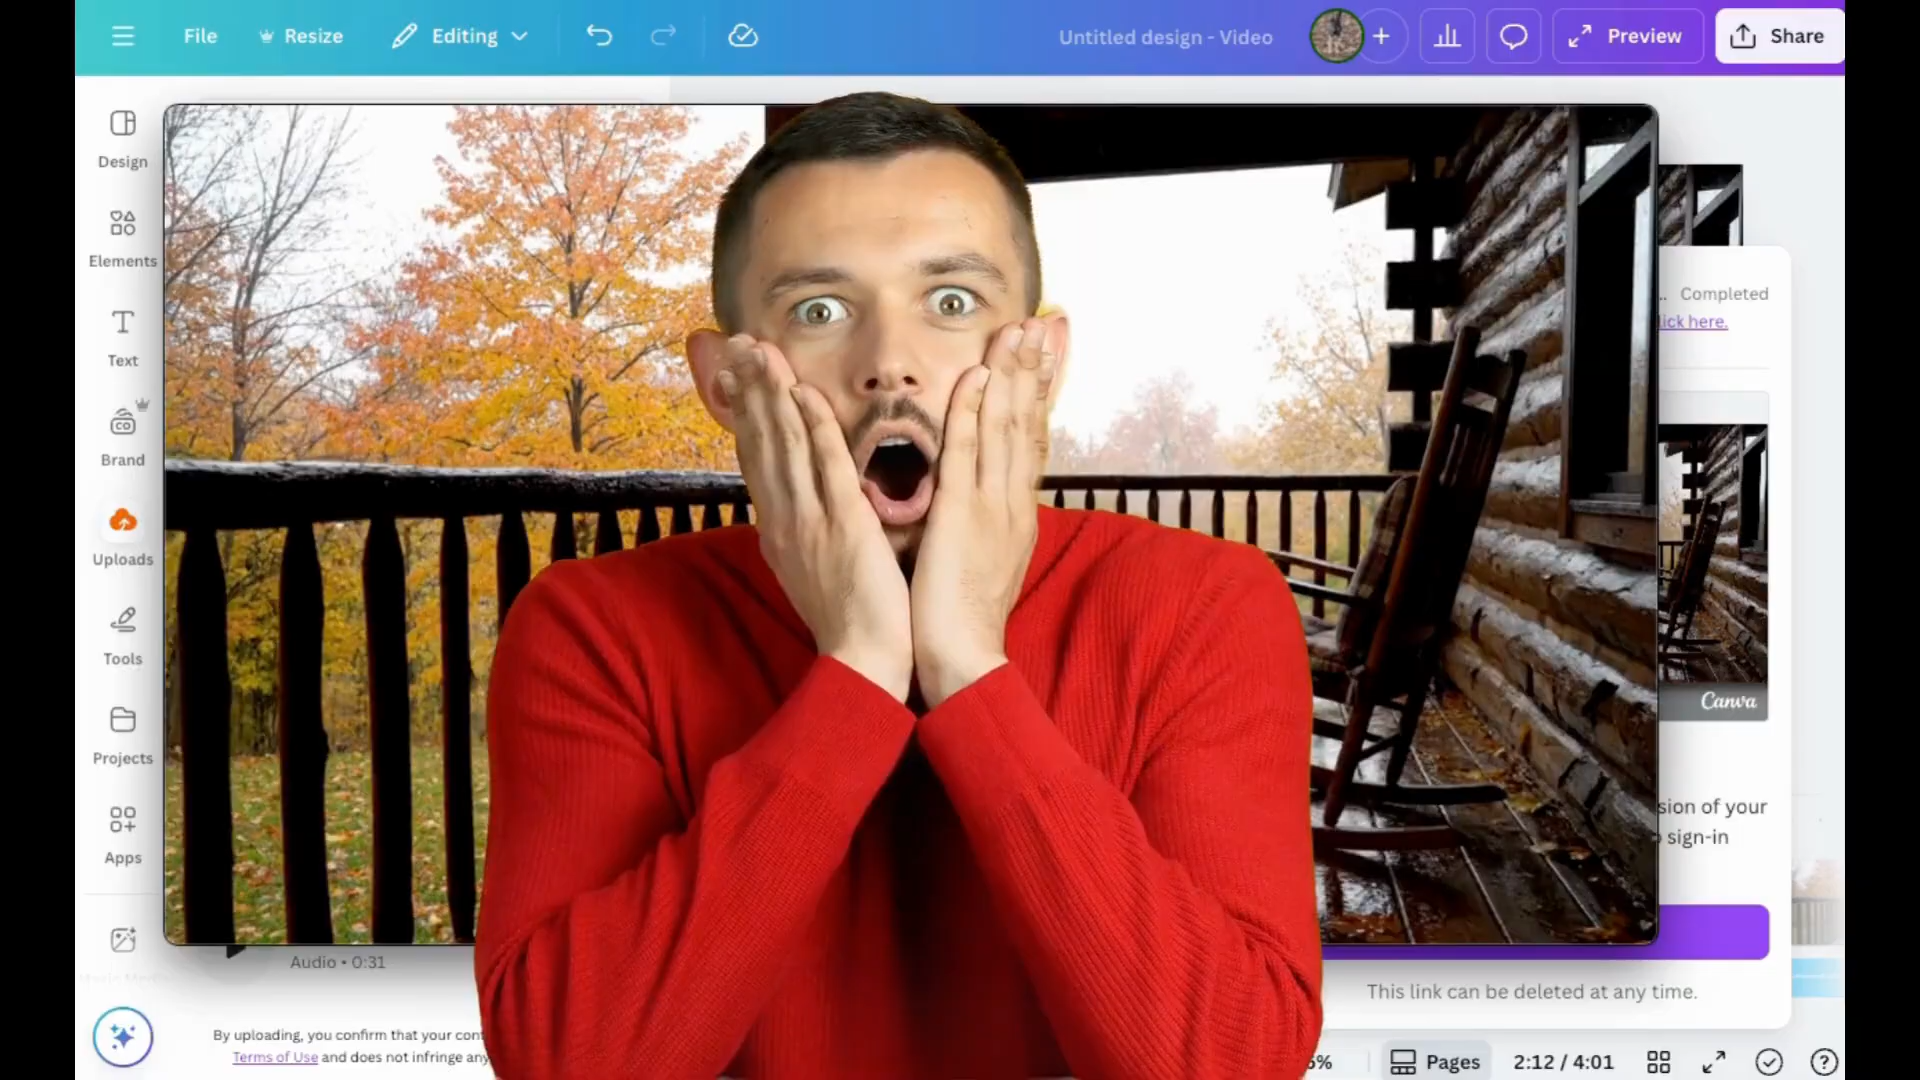 File
Resize
Editing
Untitled design - Video
Preview
Share
Design
Elements
Text
Brand
Uploads
Tools
Projects
Apps
Completed
click here.
Canva
sion of your
sign-in
Audio • 0:31
This link can be deleted at any time.
By uploading, you confirm that your
Terms of Use and does not infringe any
Pages
2:12 / 4:01